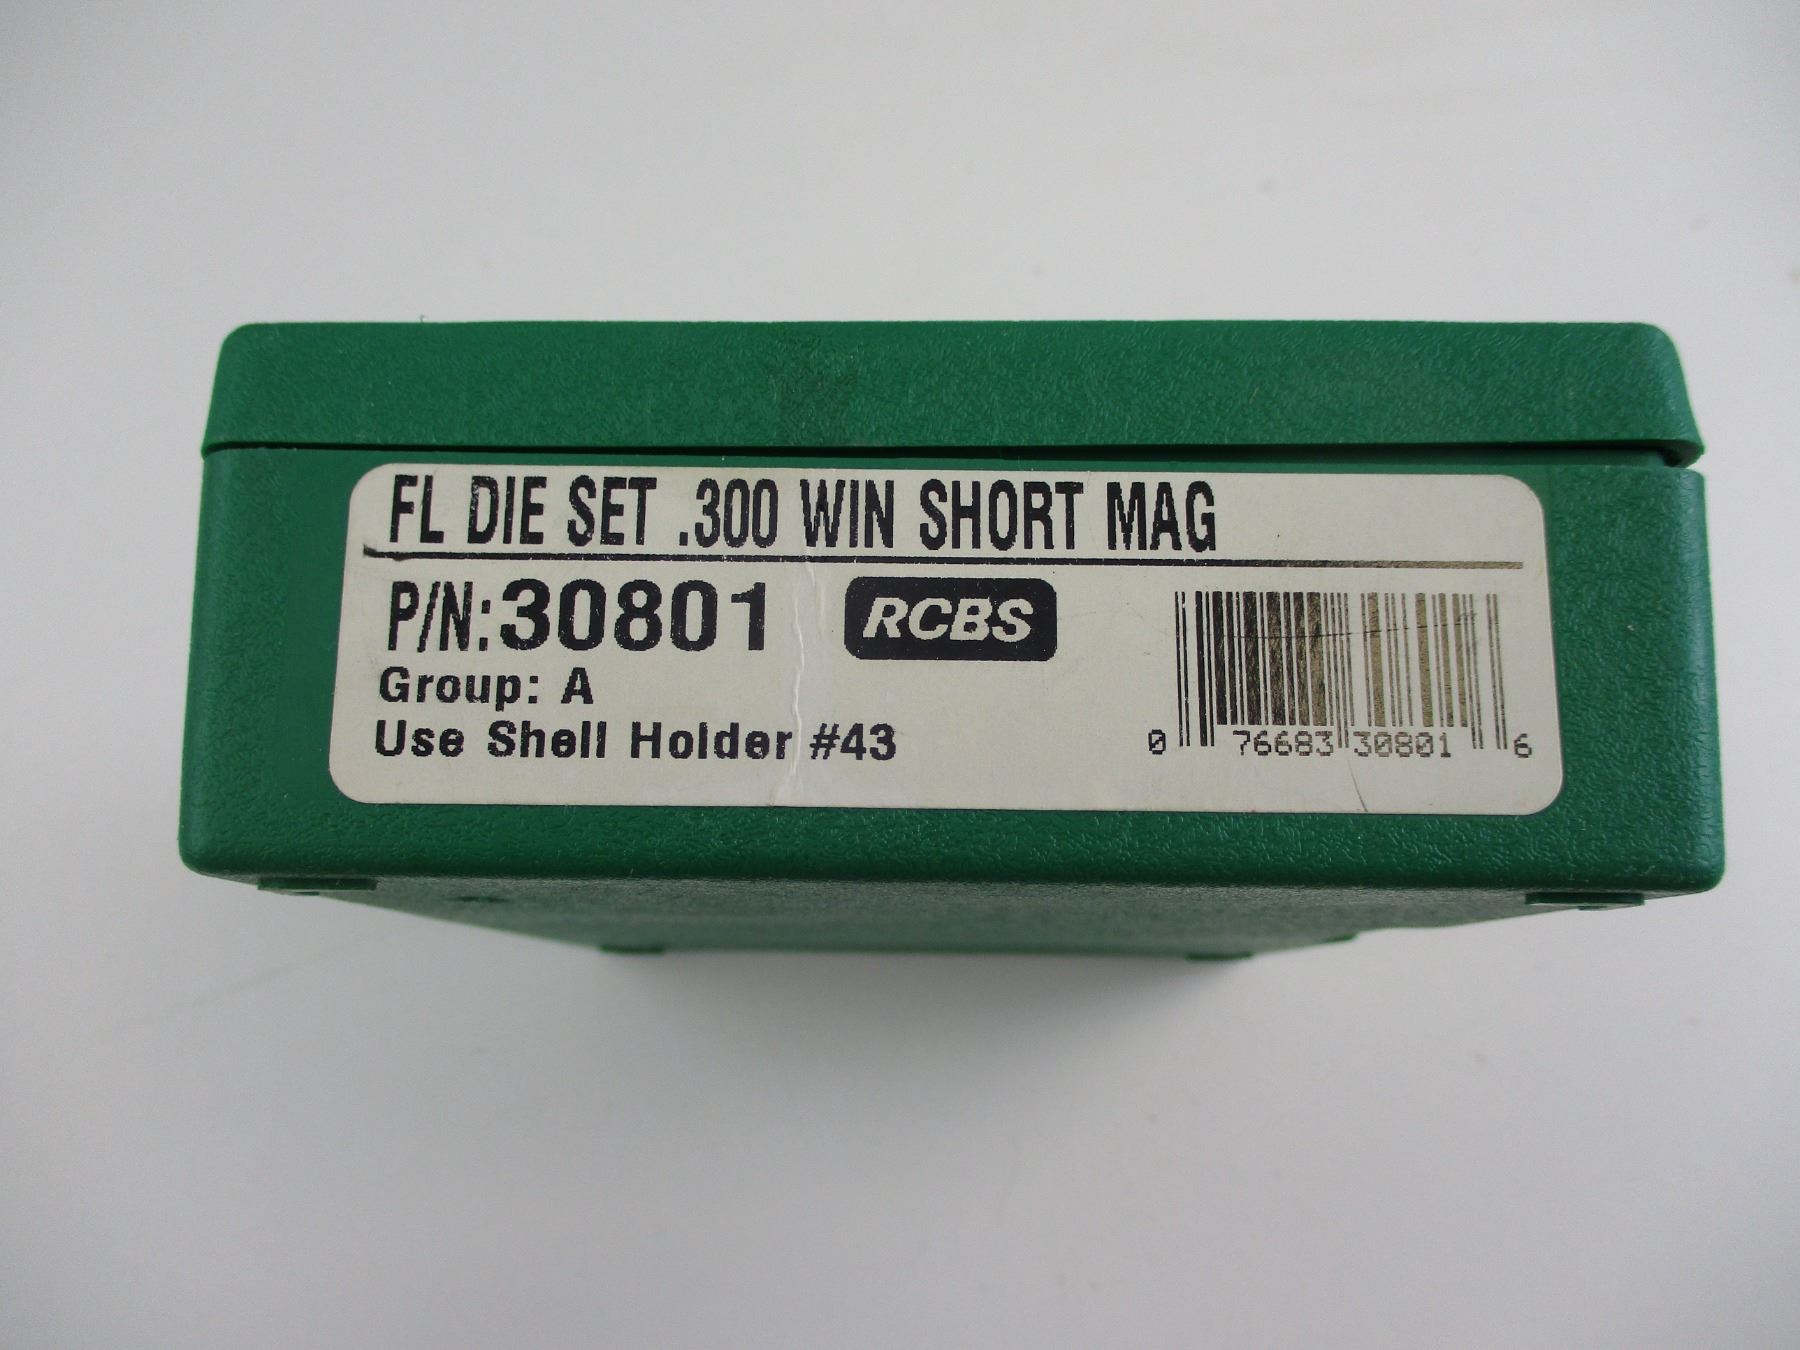 FL DIE SET .300 WIN SHORT MAG
P/N:30801 RCBS
Group: A
Use Shell Holder #43
0 76683 30801 6